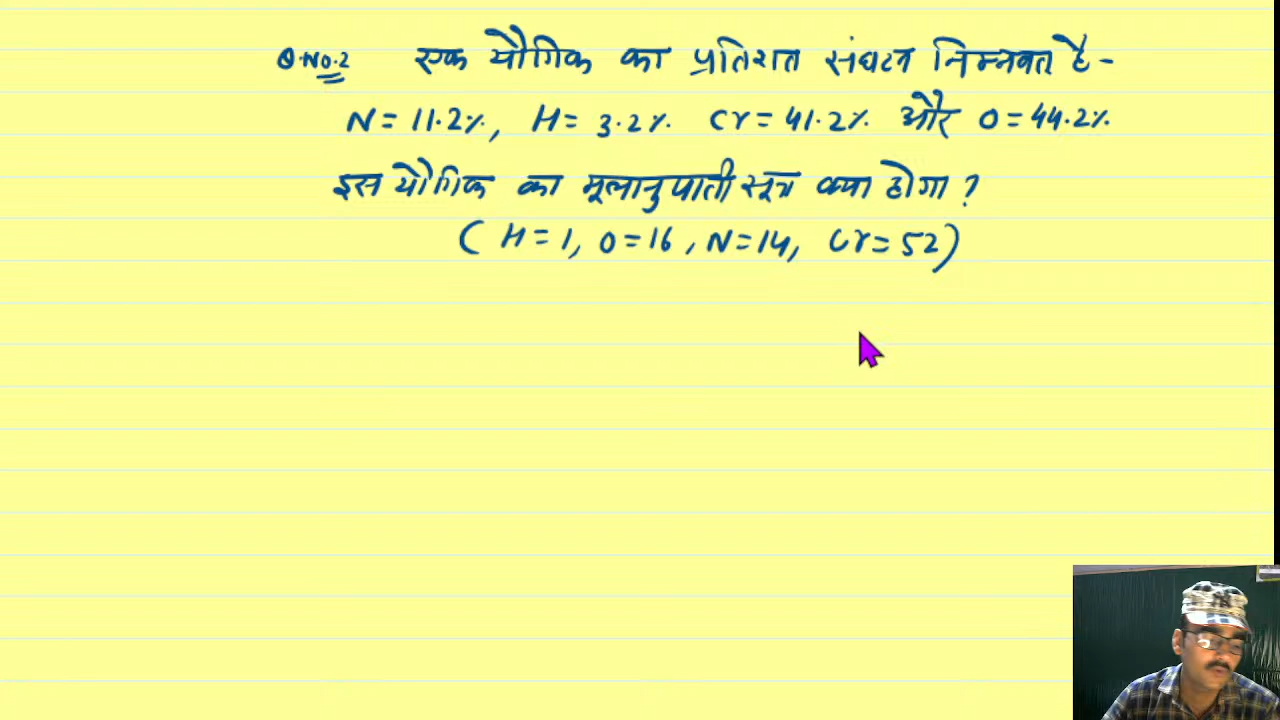 Q.No.2 एक यौगिक का प्रतिशत संघटन निम्नवत है -
N = 11.2%, H = 3.2% Cr = 41.2% और O = 44.2%
इस यौगिक का मूलानुपाती सूत्र क्या होगा ?
( H = 1, O = 16, N = 14, Cr = 52 )